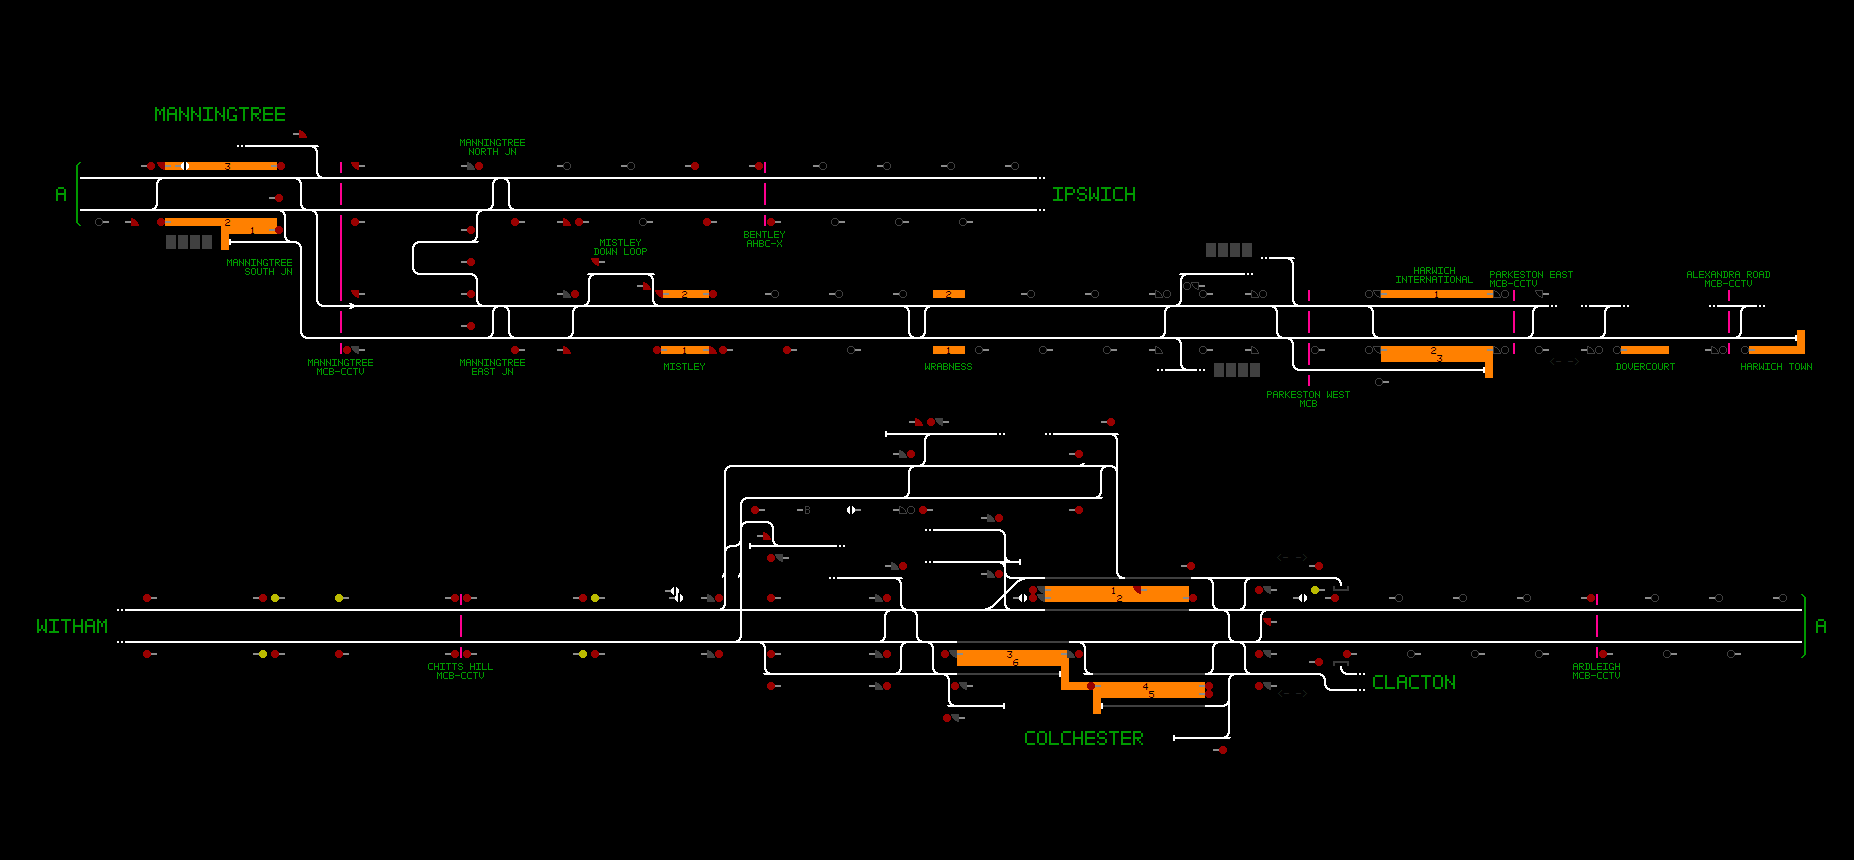 MANNINGTREE
MANNINGTREE
NORTH JN
3
A
IPSWICH
2
1
BENTLEY
AHBC-X
MISTLEY
DOWN LOOP
MANNINGTREE
SOUTH JN
HARWICH
INTERNATIONAL
PARKESTON EAST
MCB-CCTV
ALEXANDRA ROAD
MCB-CCTV
2
2
1
1
1
2
3
MANNINGTREE
MCB-CCTV
MANNINGTREE
EAST JN
MISTLEY
WRABNESS
DOVERCOURT
HARWICH TOWN
PARKESTON WEST
MCB
B
1
2
WITHAM
A
3
6
CHITTS HILL
MCB-CCTV
ARDLEIGH
MCB-CCTV
4
5
CLACTON
COLCHESTER